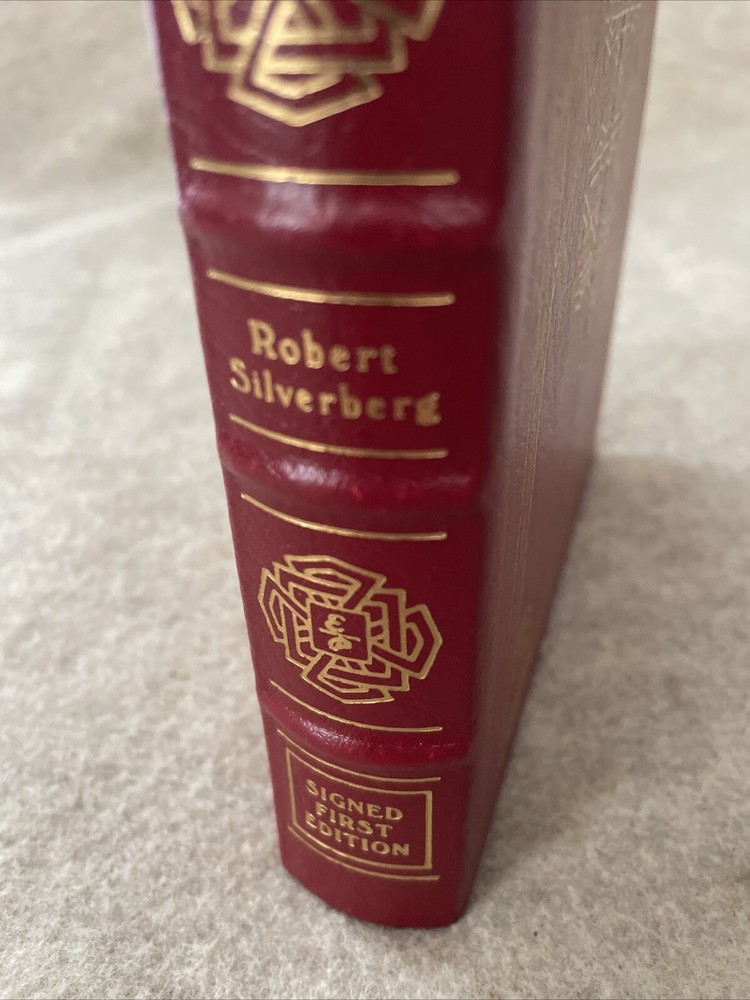 Robert
Silverberg
SIGNED
FIRST
EDITION